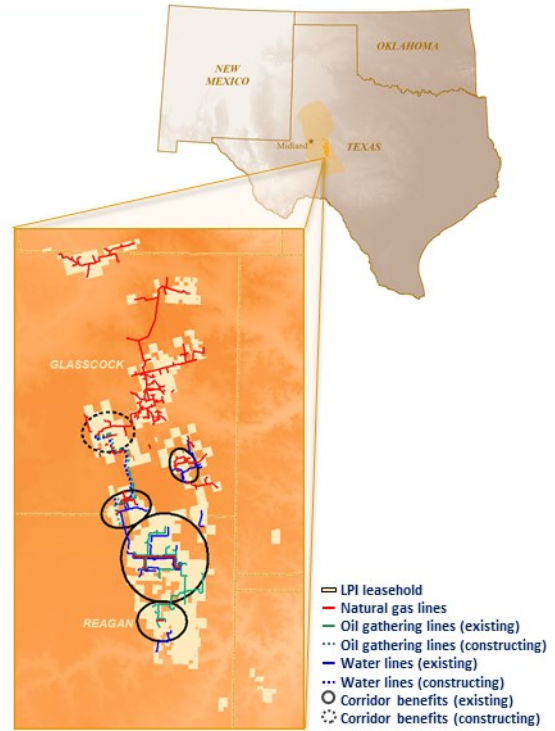 OKLAHOMA
NEW
MEXICO
Midland
TEXAS
GLASSCOCK
REAGAN
LPI leasehold
Natural gas lines
Oil gathering lines (existing)
Oil gathering lines (constructing)
Water lines (existing)
Water lines (constructing)
Corridor benefits (existing)
Corridor benefits (constructing)